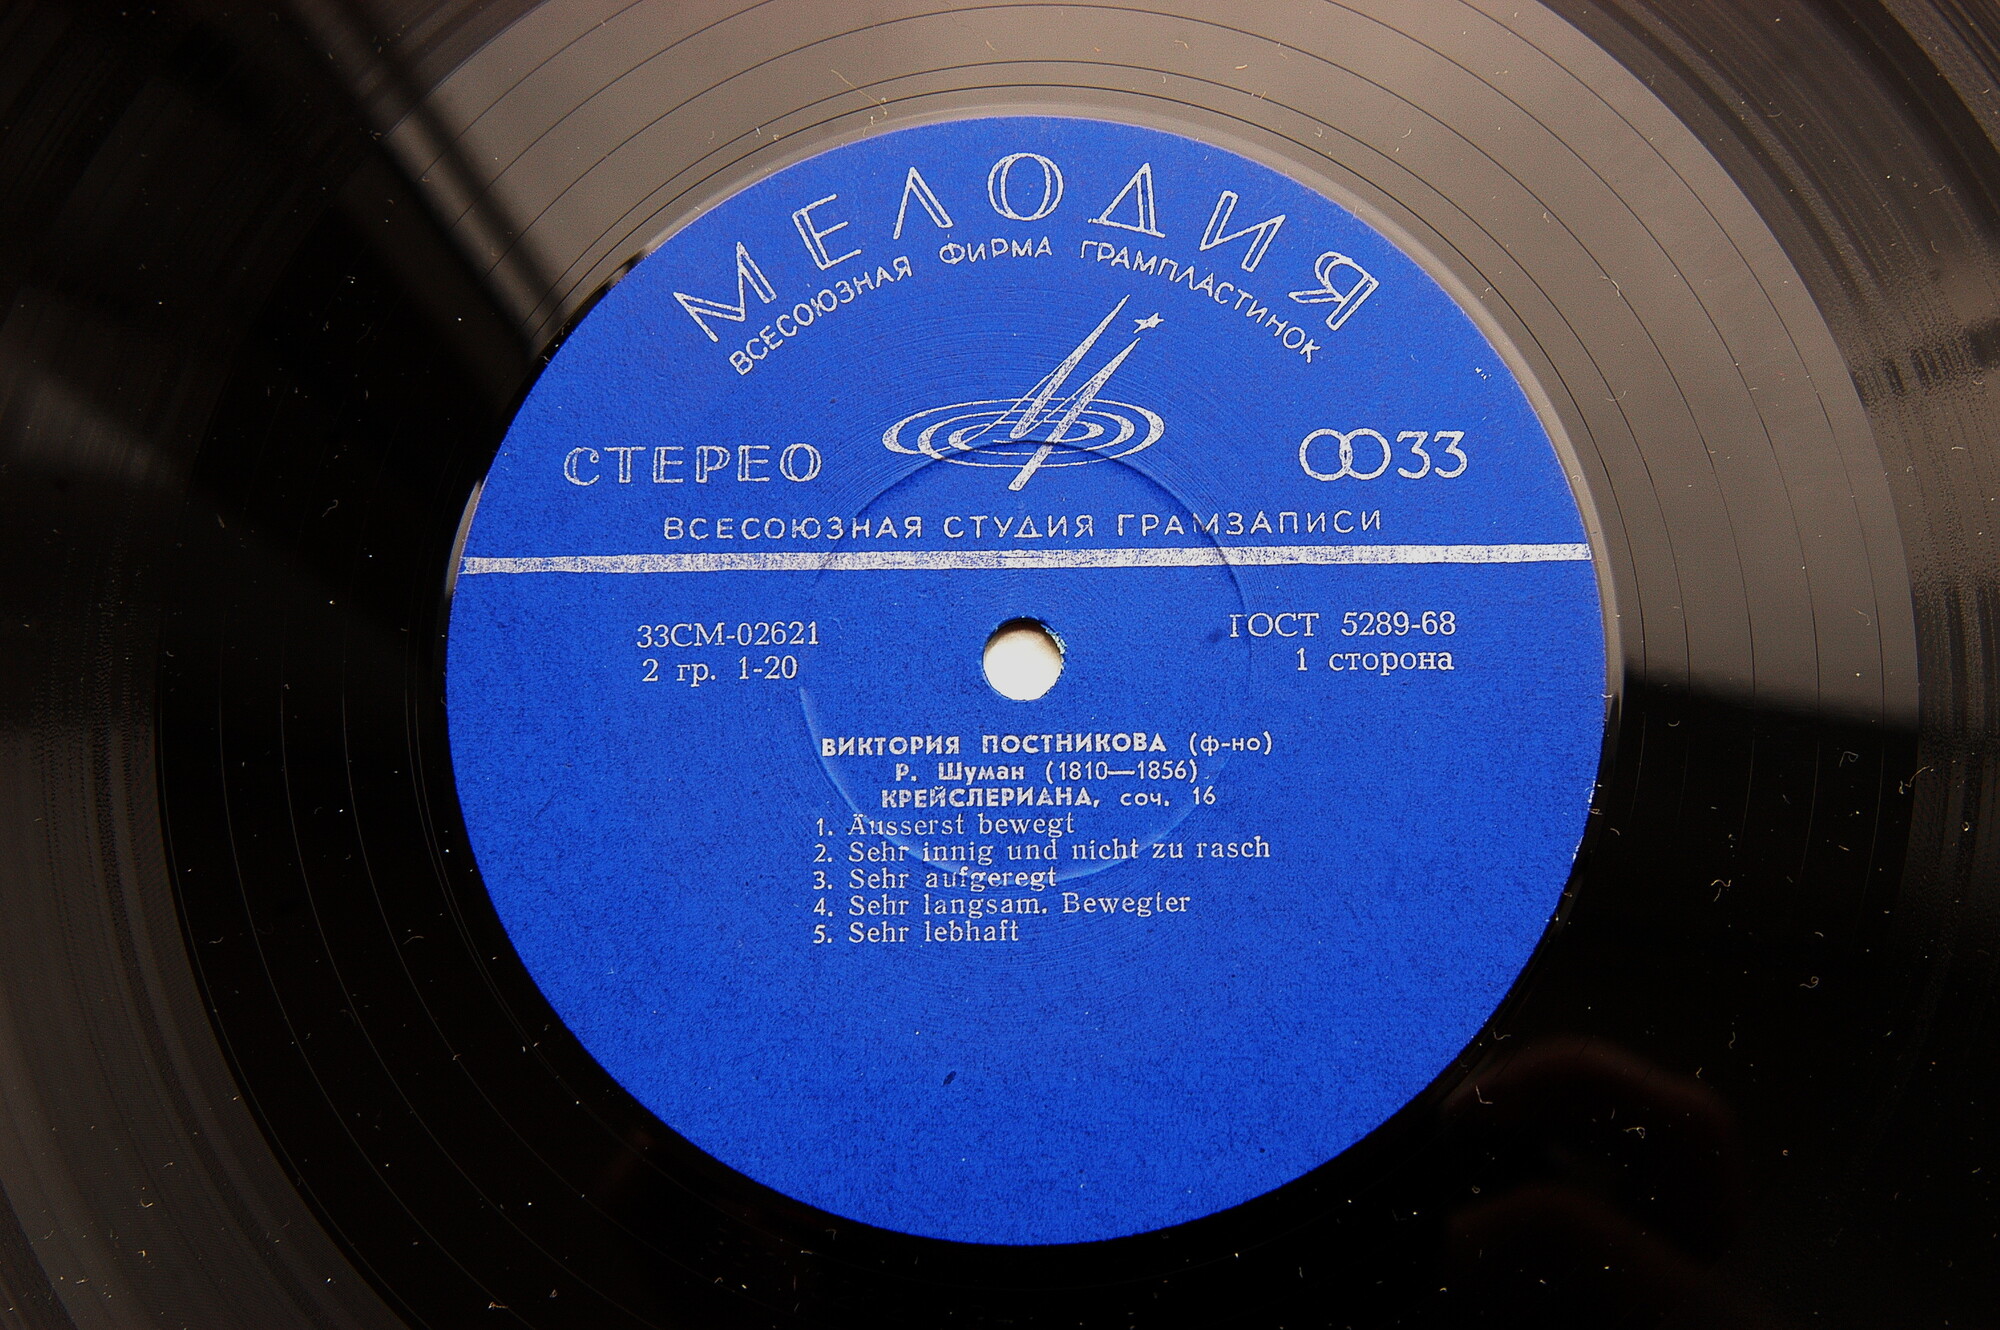 МЕЛОДИЯ
ВСЕСОЮЗНАЯ ФИРМА ГРАМПЛАСТИНОК
СТЕРЕО
33
ВСЕСОЮЗНАЯ СТУДИЯ ГРАМЗАПИСИ
33СМ-02621
ГОСТ 5289-68
2 гр. 1-20
1 сторона
ВИКТОРИЯ ПОСТНИКОВА (ф-но)
Р. Шуман (1810—1856)
КРЕЙСЛЕРИАНА, соч. 16
1. Äusserst bewegt
2. Sehr innig und nicht zu rasch
3. Sehr aufgeregt
4. Sehr langsam. Bewegter
5. Sehr lebhaft